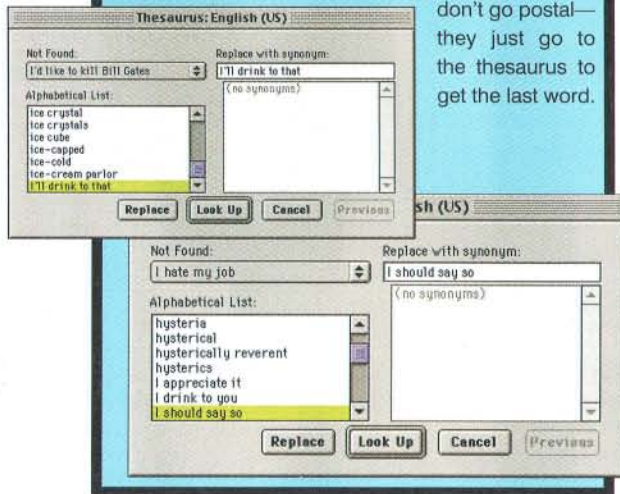 don't go postal—
they just go to
the thesaurus to
get the last word.
Thesaurus: English (US)
Not Found:
I'd like to kill Bill Gates
Alphabetical List:
ice crystal
ice crystals
ice cube
ice-capped
ice-cold
ice-cream parlor
I'll drink to that
Replace with synonym:
I'll drink to that
(no synonyms)
Replace Look Up Cancel Previous
sh (US)
Not Found:
I hate my job
Alphabetical List:
hysteria
hysterical
hysterically reverent
hysterics
I appreciate it
I drink to you
I should say so
Replace with synonym:
I should say so
(no synonyms)
Replace Look Up Cancel Previous